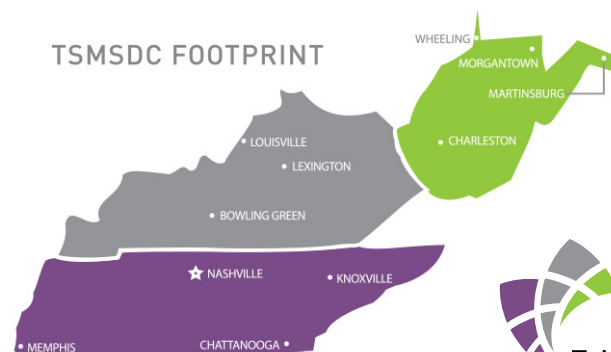 TSMSDC FOOTPRINT
WHEELING
MORGANTOWN
MARTINSBURG
CHARLESTON
LOUISVILLE
LEXINGTON
BOWLING GREEN
NASHVILLE
KNOXVILLE
MEMPHIS
CHATTANOOGA